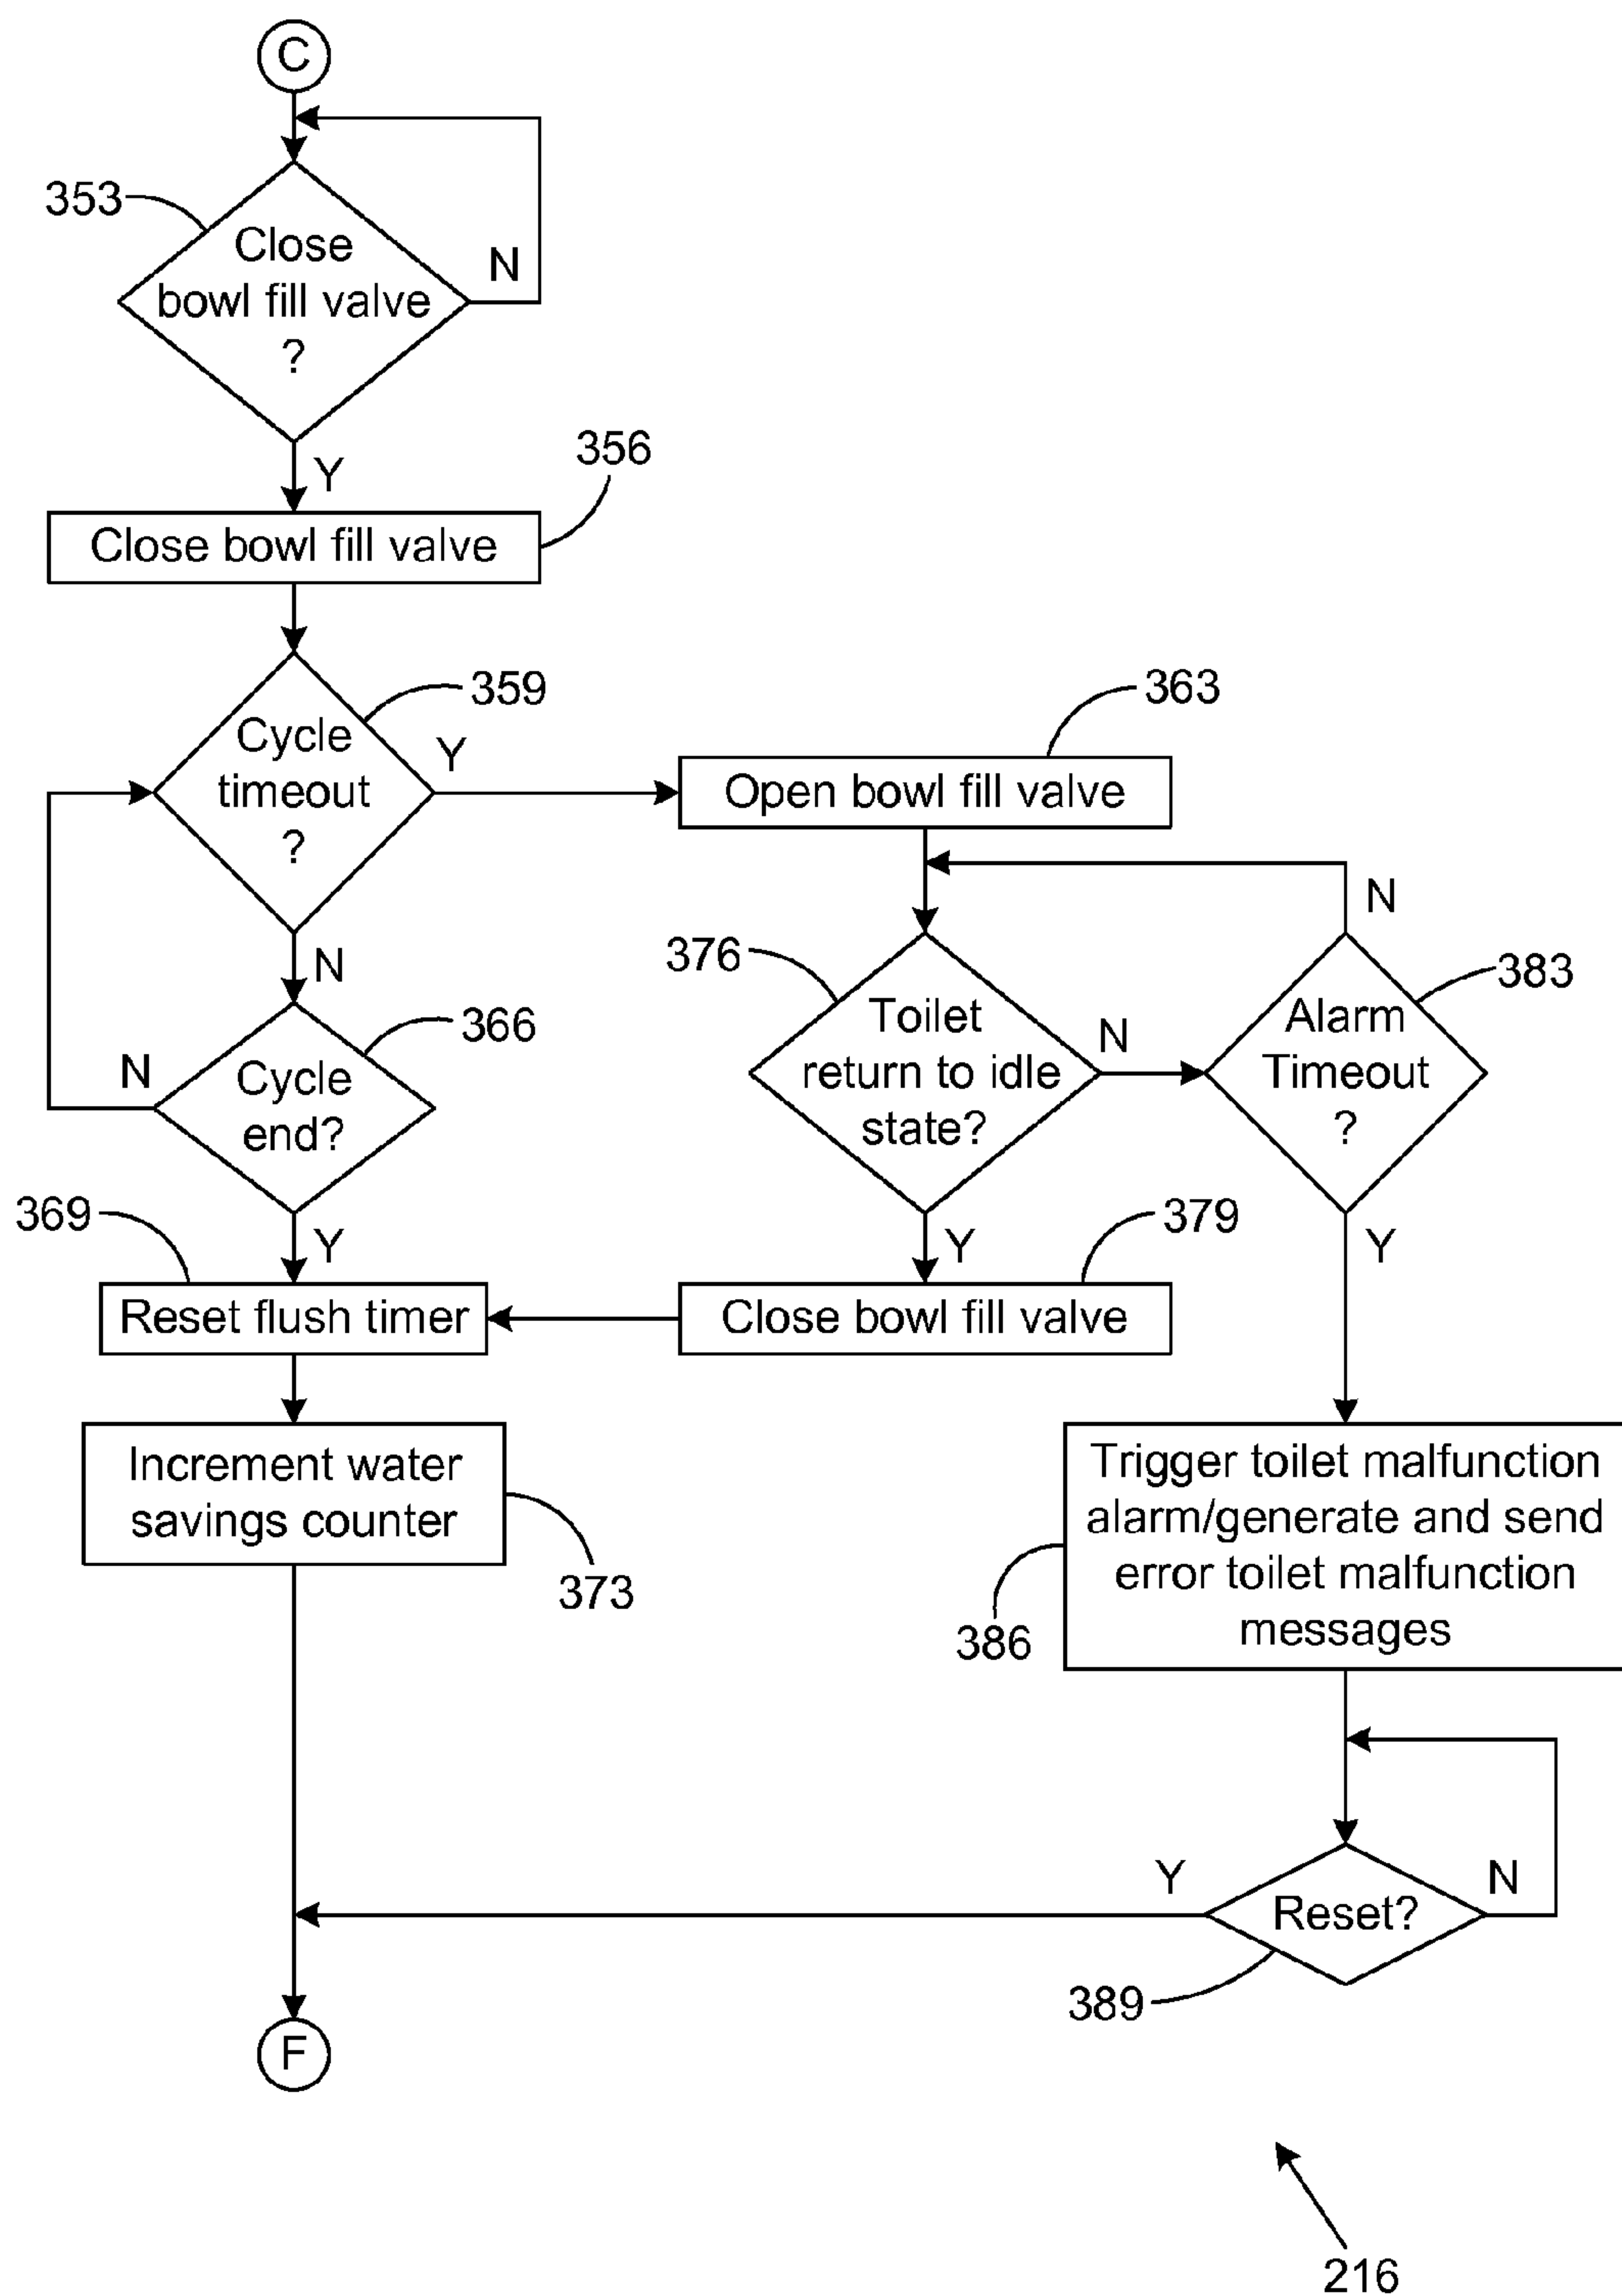 C
353
Close
bowl fill valve
?
N
Y
356
Close bowl fill valve
359
Cycle
timeout
?
Y
N
363
Open bowl fill valve
366
Cycle
end?
N
Y
376
Toilet
return to idle
state?
N
Y
383
Alarm
Timeout
?
N
Y
369
Reset flush timer
379
Close bowl fill valve
Increment water
savings counter
373
Trigger toilet malfunction
alarm/generate and send
error toilet malfunction
messages
386
Reset?
Y
N
389
F
216